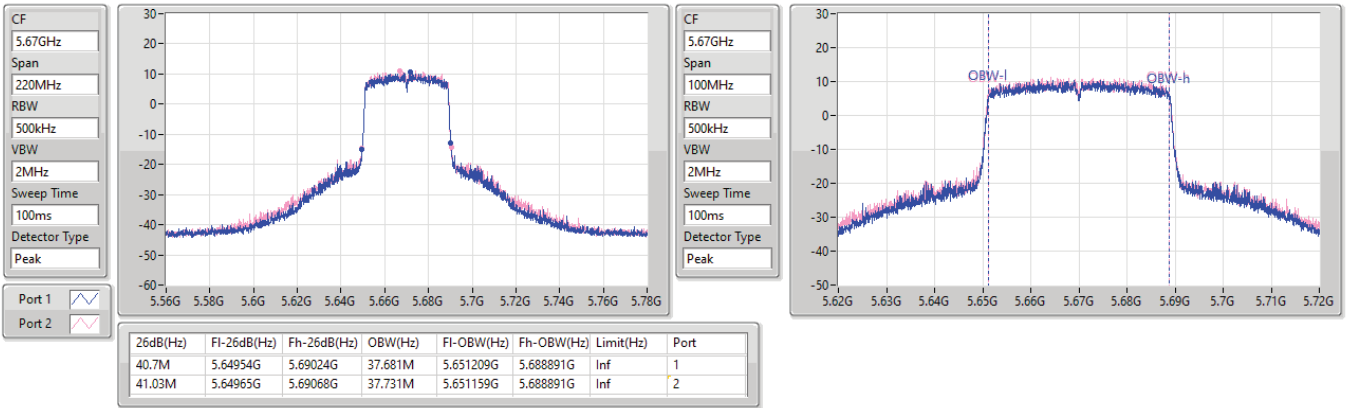 CF
5.67GHz
Span
220MHz
RBW
500kHz
VBW
2MHz
Sweep Time
100ms
Detector Type
Peak
Port 1
Port 2
30
20
10
0
-10
-20
-30
-40
-50
-60
5.56G 5.58G 5.6G 5.62G 5.64G 5.66G 5.68G 5.7G 5.72G 5.74G 5.76G 5.78G
CF
5.67GHz
Span
100MHz
RBW
500kHz
VBW
2MHz
Sweep Time
100ms
Detector Type
Peak
30
20
10
0
-10
-20
-30
-40
-50
OBW-l OBW-h
5.62G 5.63G 5.64G 5.65G 5.66G 5.67G 5.68G 5.69G 5.7G 5.71G 5.72G
26dB(Hz) Fl-26dB(Hz) Fh-26dB(Hz) OBW(Hz) Fl-OBW(Hz) Fh-OBW(Hz) Limit(Hz) Port
40.7M 5.64954G 5.69024G 37.681M 5.651209G 5.688891G Inf 1
41.03M 5.64965G 5.69068G 37.731M 5.651159G 5.688891G Inf 2